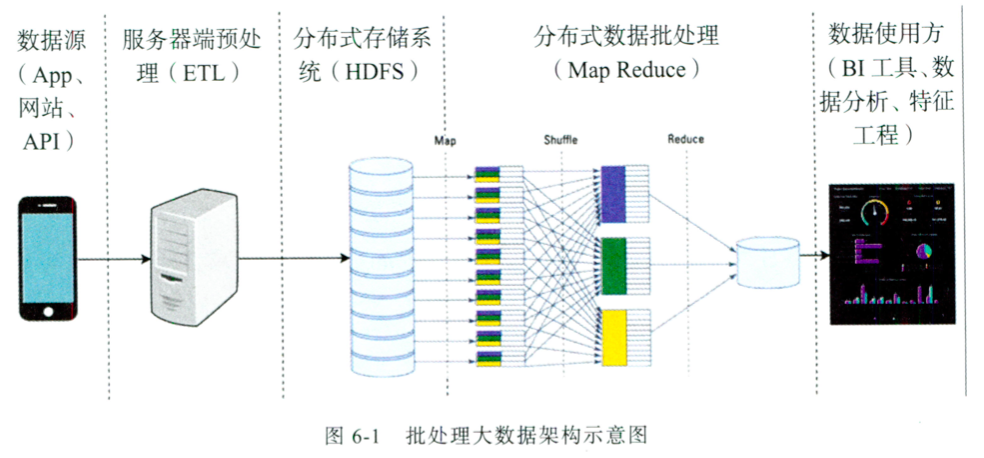 数据源
（App、
网站、
API）
服务器端预处
理（ETL）
分布式存储系
统（HDFS）
分布式数据批处理
（Map Reduce）
数据使用方
（BI 工具、数
据分析、特征
工程）
Map
Shuffle
Reduce
图 6-1 批处理大数据架构示意图